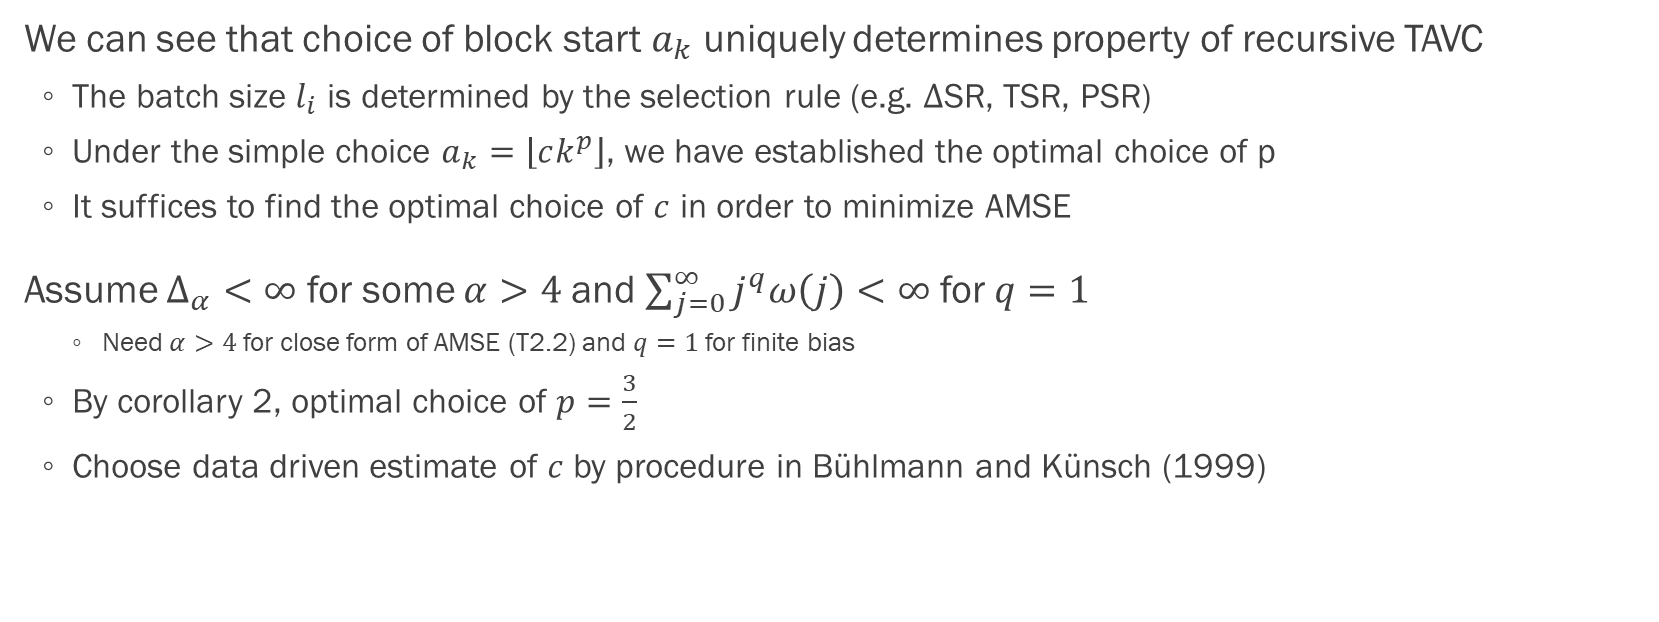 We can see that choice of block start 𝑎ₖ uniquely determines property of recursive TAVC
◦ The batch size 𝑙ᵢ is determined by the selection rule (e.g. ΔSR, TSR, PSR)
◦ Under the simple choice 𝑎ₖ = ⌊𝑐𝑘ᵖ⌋, we have established the optimal choice of p
◦ It suffices to find the optimal choice of 𝑐 in order to minimize AMSE
Assume Δ_α < ∞ for some 𝛼 > 4 and ∑_{𝑗=0}^{∞} 𝑗^𝑞 𝜔(𝑗) < ∞ for 𝑞 = 1
◦ Need 𝛼 > 4 for close form of AMSE (T2.2) and 𝑞 = 1 for finite bias
◦ By corollary 2, optimal choice of 𝑝 = 3/2
◦ Choose data driven estimate of 𝑐 by procedure in Bühlmann and Künsch (1999)